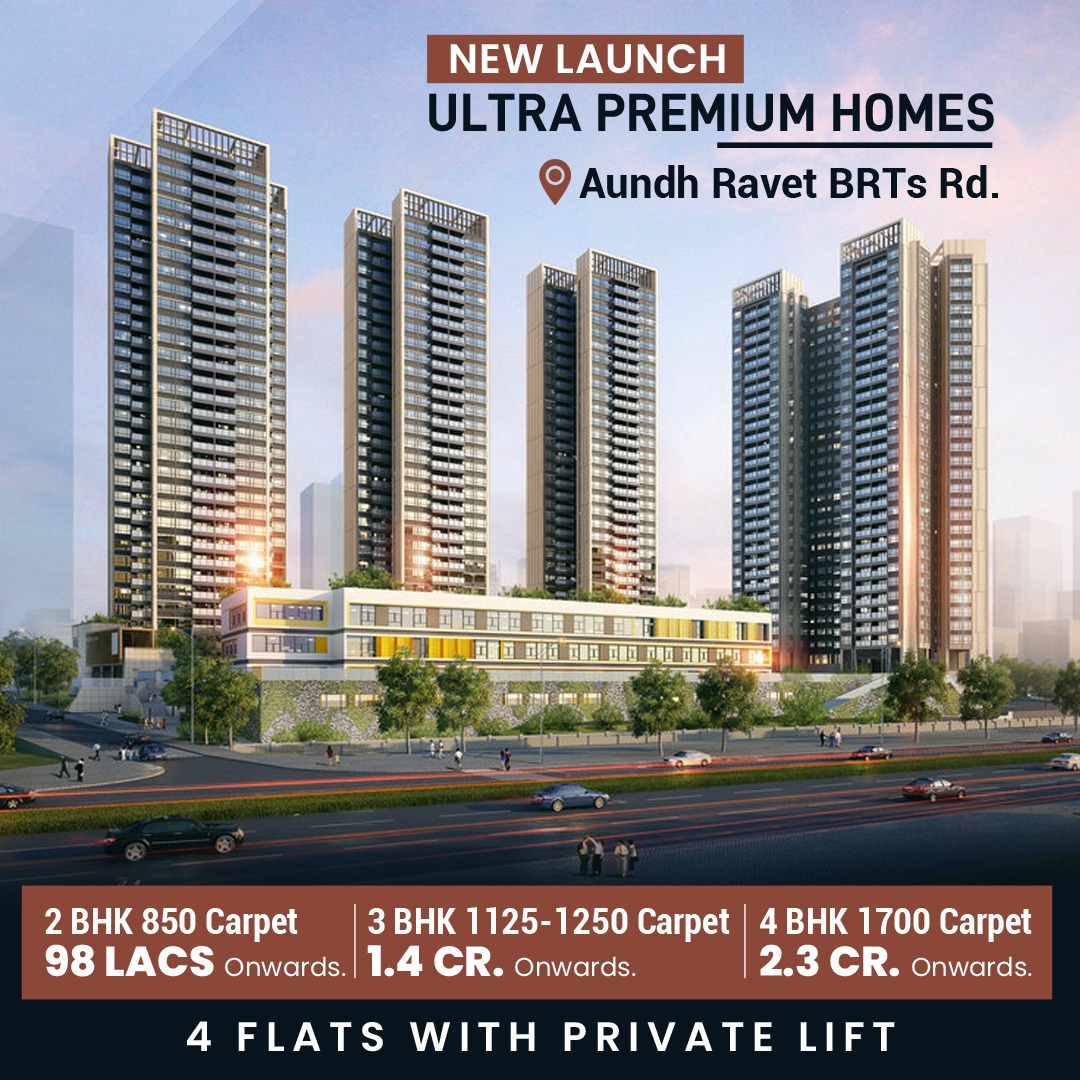 NEW LAUNCH
ULTRA PREMIUM HOMES
Aundh Ravet BRTs Rd.
2 BHK 850 Carpet
98 LACS Onwards.
3 BHK 1125-1250 Carpet
1.4 CR. Onwards.
4 BHK 1700 Carpet
2.3 CR. Onwards.
4 FLATS WITH PRIVATE LIFT